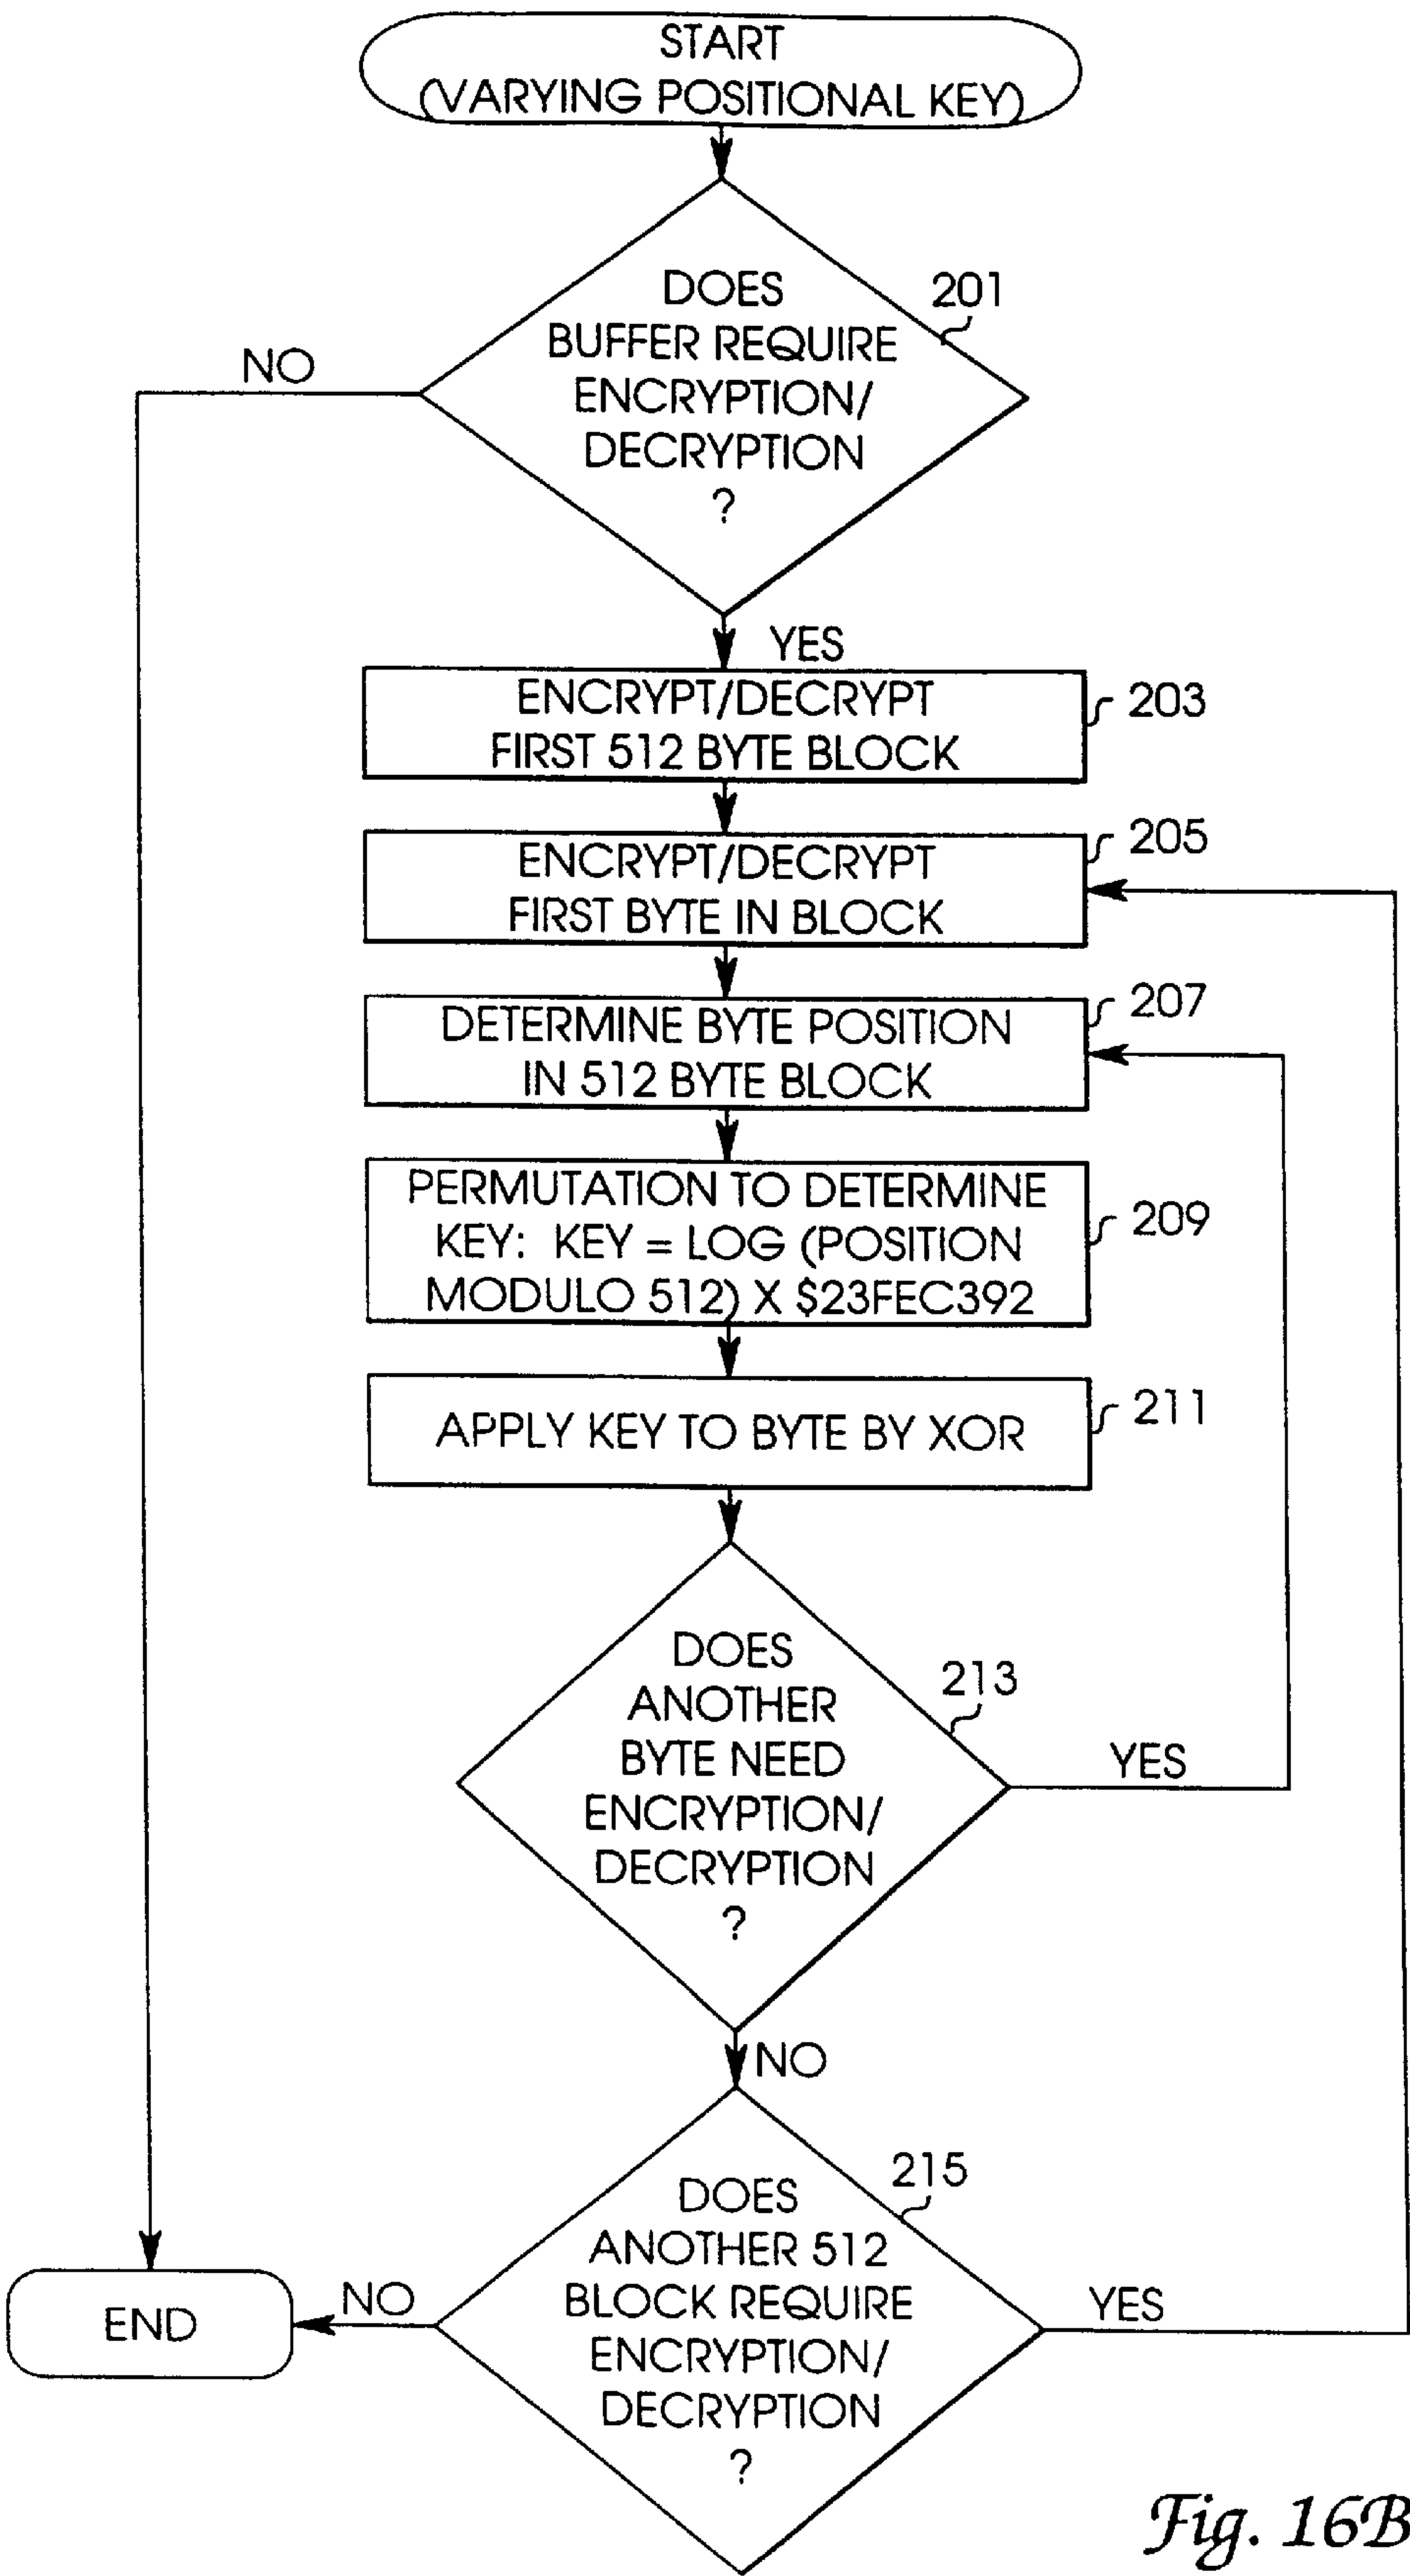 START
(VARYING POSITIONAL KEY)
DOES
BUFFER REQUIRE
ENCRYPTION/
DECRYPTION
?
201
NO
YES
ENCRYPT/DECRYPT
FIRST 512 BYTE BLOCK
203
ENCRYPT/DECRYPT
FIRST BYTE IN BLOCK
205
DETERMINE BYTE POSITION
IN 512 BYTE BLOCK
207
PERMUTATION TO DETERMINE
KEY: KEY = LOG (POSITION
MODULO 512) X $23FEC392
209
APPLY KEY TO BYTE BY XOR
211
DOES
ANOTHER
BYTE NEED
ENCRYPTION/
DECRYPTION
?
213
YES
NO
DOES
ANOTHER 512
BLOCK REQUIRE
ENCRYPTION/
DECRYPTION
?
215
YES
NO
END
Fig. 16B